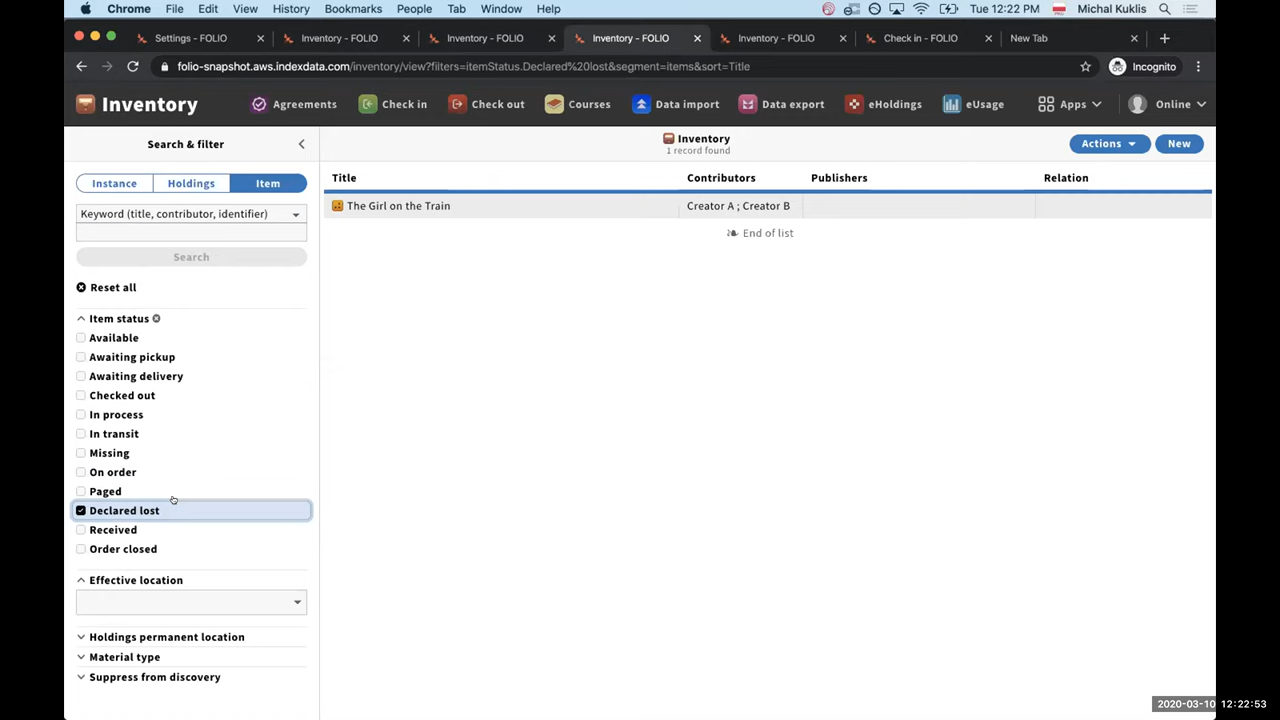 Chrome File Edit View History Bookmarks People Tab Window Help Tue 12:22 PM Michal Kuklis
Settings - FOLIO Inventory - FOLIO Inventory - FOLIO Inventory - FOLIO Inventory - FOLIO Check in - FOLIO New Tab
folio-snapshot.aws.indexdata.com/inventory/view?filters=itemStatus.Declared%20lost&segment=items&sort=Title Incognito
Inventory Agreements Check in Check out Courses Data import Data export eHoldings eUsage Apps Online
Search & filter
Inventory
1 record found
Actions New
Instance Holdings Item
Title Contributors Publishers Relation
Keyword (title, contributor, identifier)
The Girl on the Train Creator A ; Creator B
End of list
Search
Reset all
Item status
Available
Awaiting pickup
Awaiting delivery
Checked out
In process
In transit
Missing
On order
Paged
Declared lost
Received
Order closed
Effective location
Holdings permanent location
Material type
Suppress from discovery
2020-03-10 12:22:53